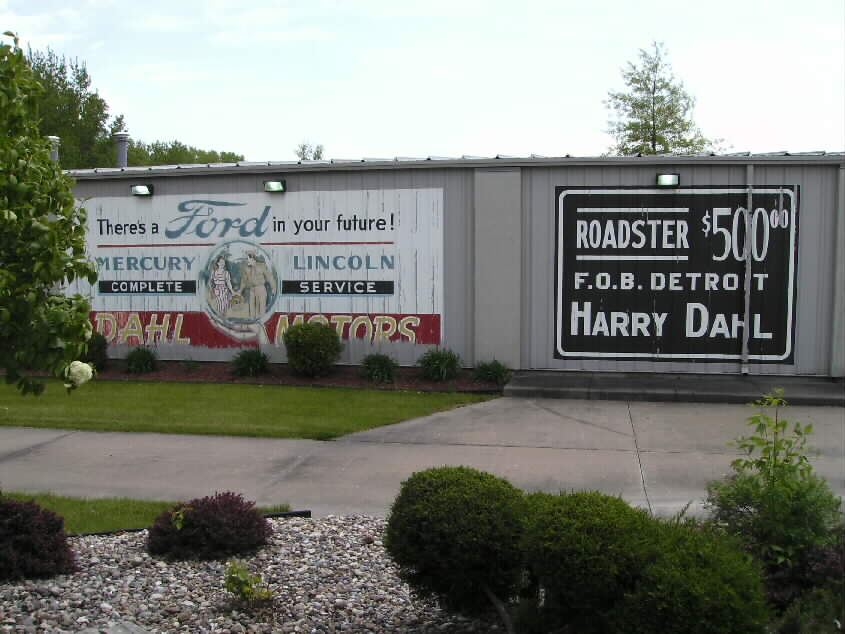 There's a Ford in your future!
MERCURY LINCOLN
COMPLETE SERVICE
DAHL MOTORS
ROADSTER $500.00
F.O.B. DETROIT
HARRY DAHL